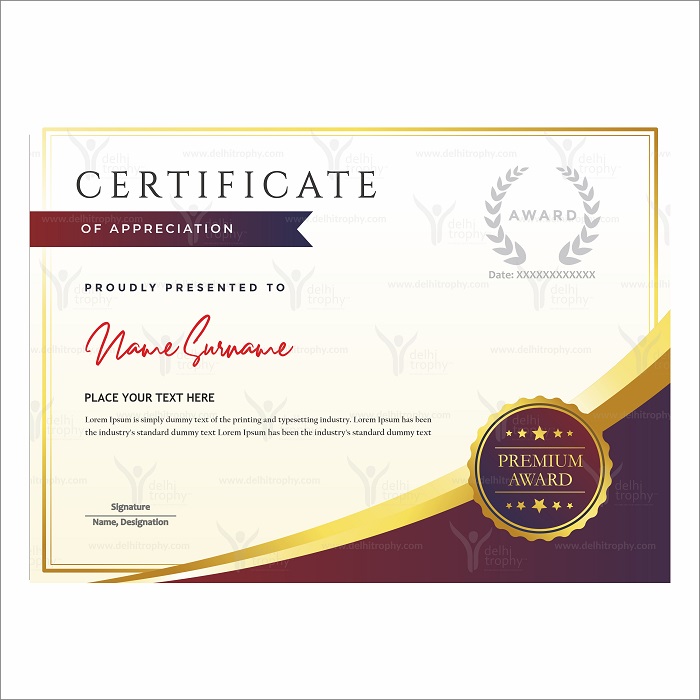 CERTIFICATE
OF APPRECIATION
AWARD
Date: XXXXXXXXXXXX
PROUDLY PRESENTED TO
Name Surname
PLACE YOUR TEXT HERE
Lorem Ipsum is simply dummy text of the printing and typesetting industry. Lorem Ipsum has been
the industry's standard dummy text Lorem Ipsum has been the industry's standard dummy text
PREMIUM
AWARD
Signature
Name, Designation
delhi
trophy
www.delhitrophy.com